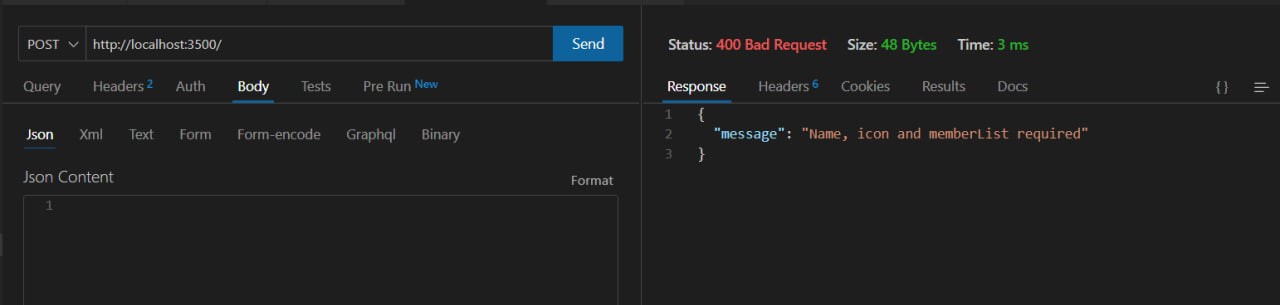 POST http://localhost:3500/ Send
Query Headers 2 Auth Body Tests Pre Run New
Json Xml Text Form Form-encode Graphql Binary
Json Content
Format
1
Status: 400 Bad Request Size: 48 Bytes Time: 3 ms
Response Headers 6 Cookies Results Docs { }
1 {
2 "message": "Name, icon and memberList required"
3 }